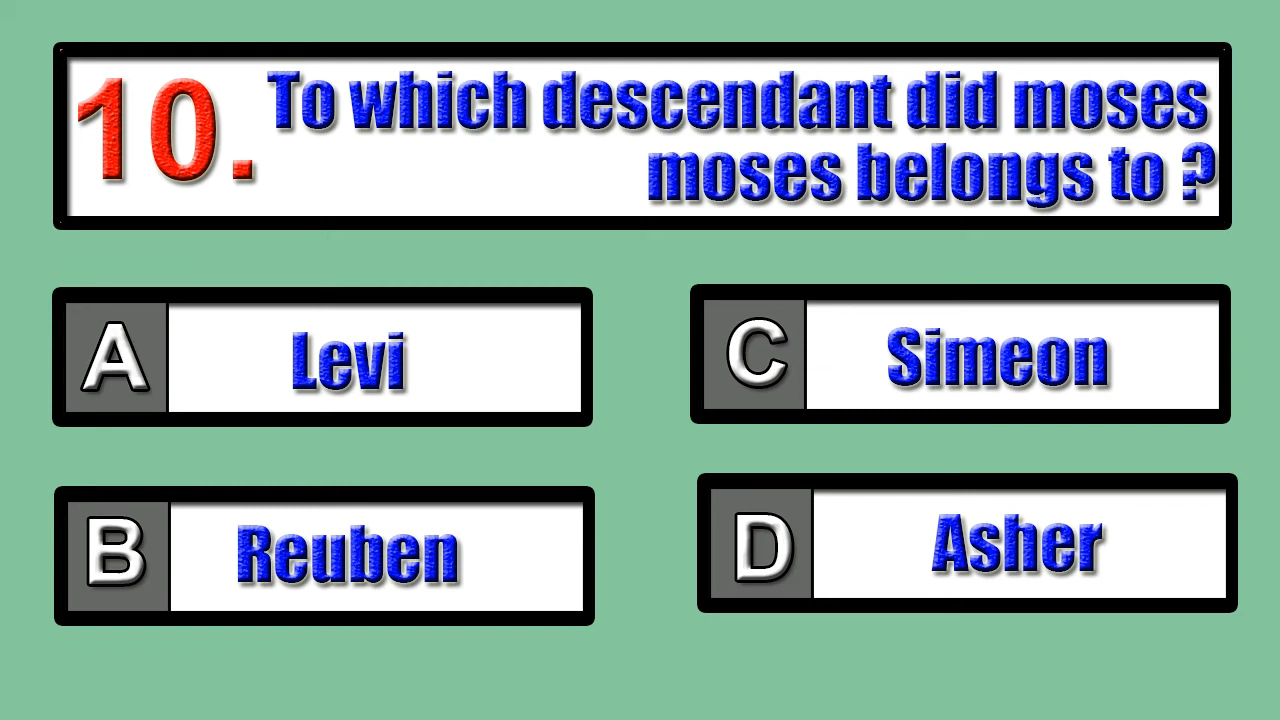 10. To which descendant did moses
moses belongs to ?
A Levi
C Simeon
B Reuben
D Asher